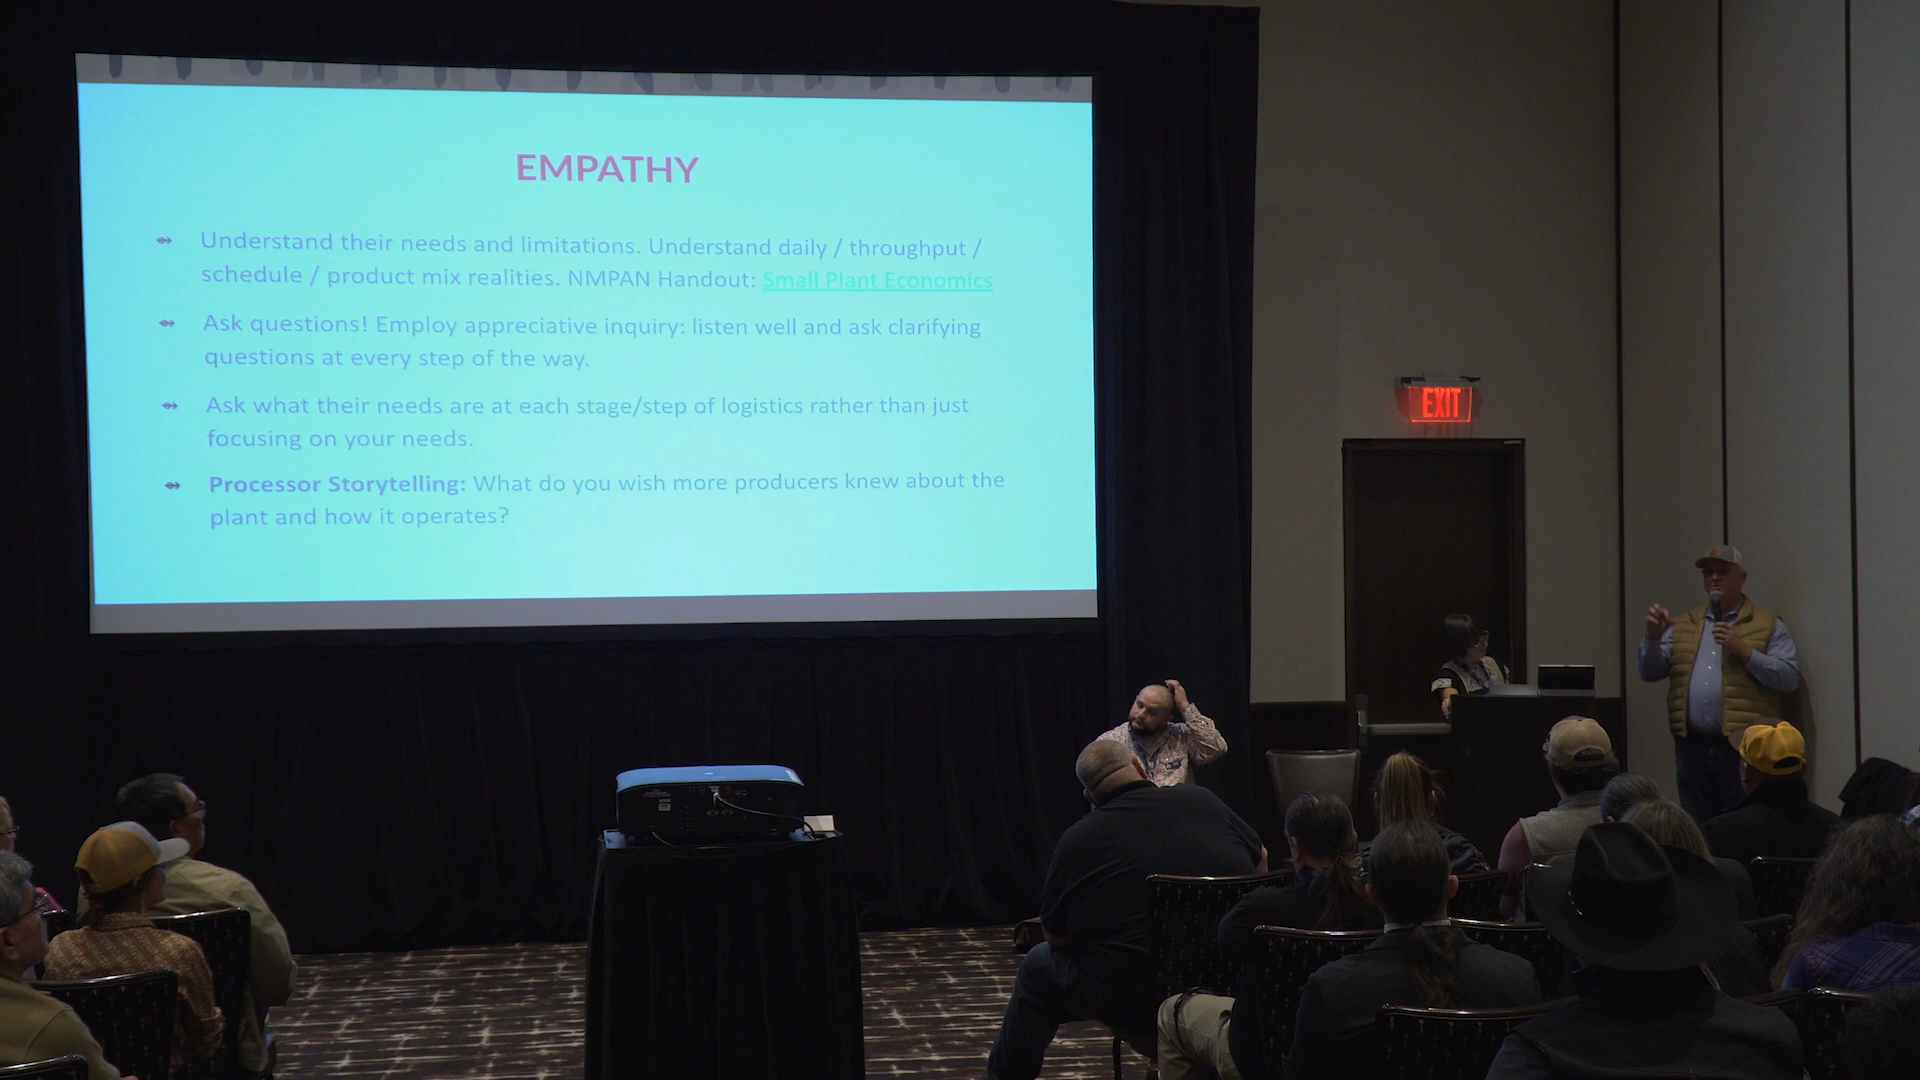 EMPATHY
Understand their needs and limitations. Understand daily / throughput /
schedule / product mix realities. NMPAN Handout: Small Plant Economics
Ask questions! Employ appreciative inquiry: listen well and ask clarifying
questions at every step of the way.
Ask what their needs are at each stage/step of logistics rather than just
focusing on your needs.
Processor Storytelling: What do you wish more producers knew about the
plant and how it operates?
EXIT